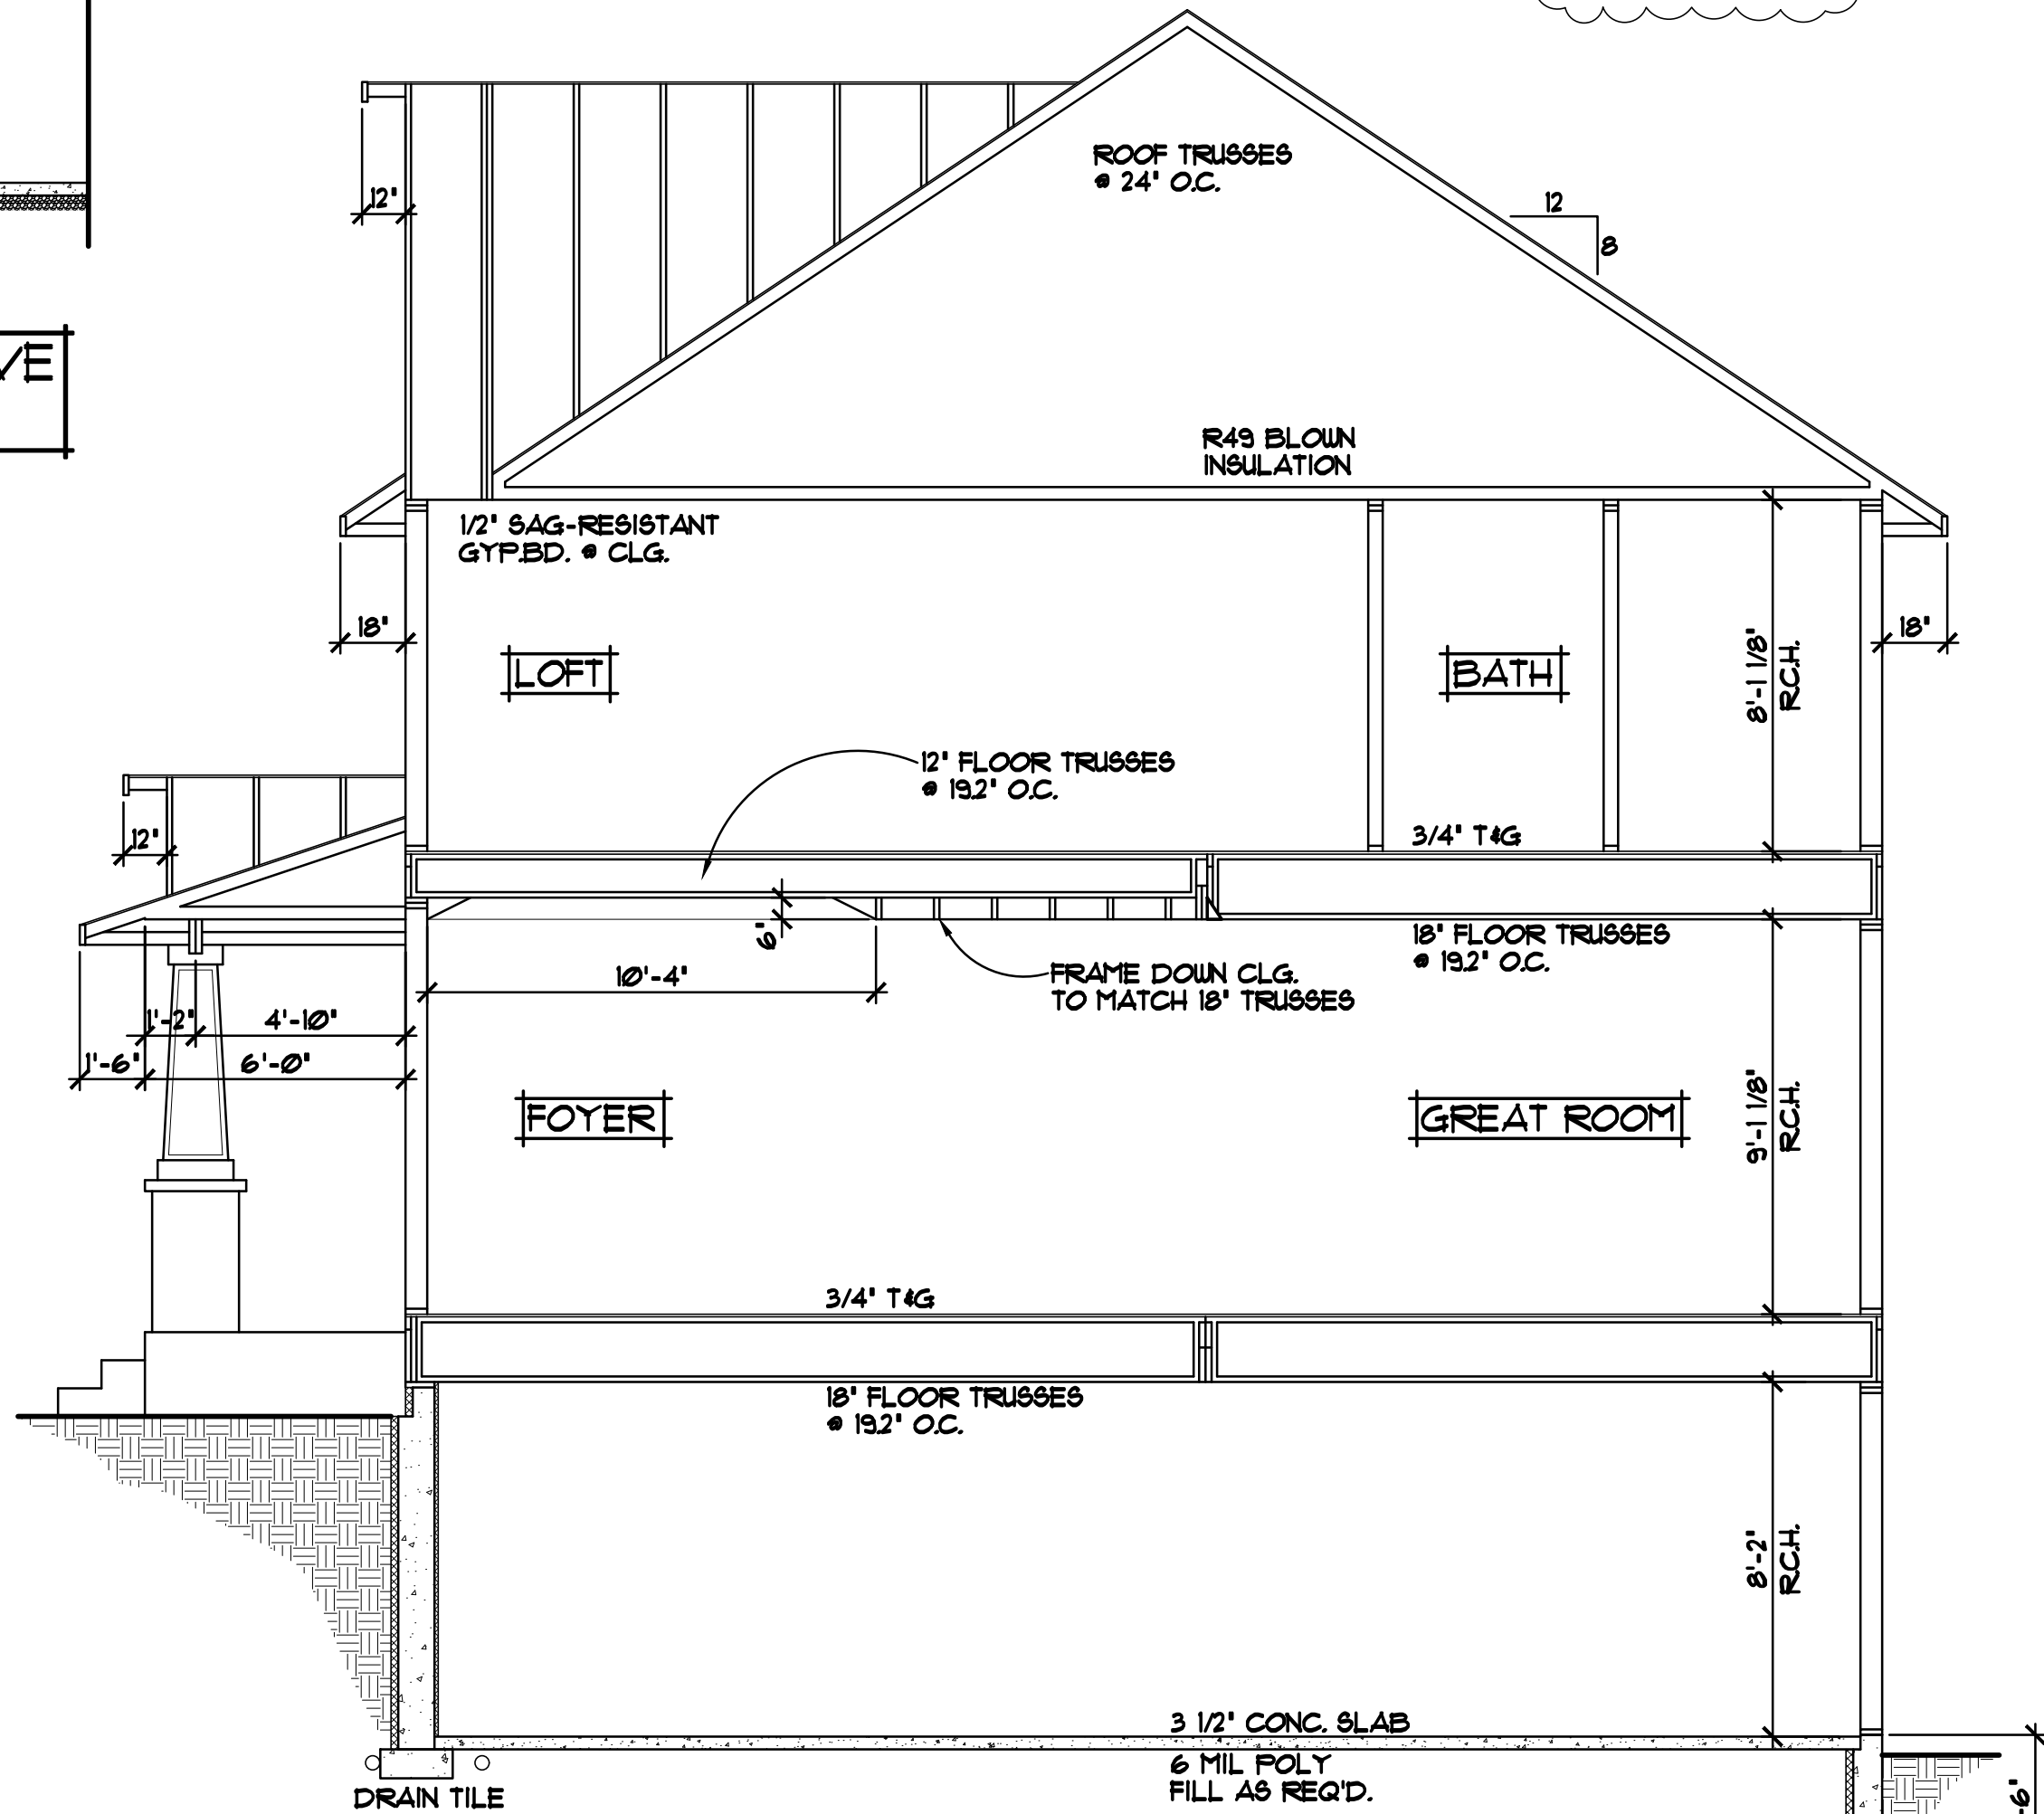 VE
12"
ROOF TRUSSES
@ 24" O.C.
12
8
R49 BLOWN
INSULATION
1/2" SAG-RESISTANT
GYP.BD. @ CLG.
18"
18"
LOFT
BATH
8'-1 1/8"
R.C.H.
12" FLOOR TRUSSES
@ 19.2" O.C.
12"
3/4" T&G
6"
18" FLOOR TRUSSES
@ 19.2" O.C.
10'-4"
FRAME DOWN CLG.
TO MATCH 18" TRUSSES
1'-2"
4'-10"
1'-6"
6'-0"
FOYER
GREAT ROOM
9'-1 1/8"
R.C.H.
3/4" T&G
18" FLOOR TRUSSES
@ 19.2" O.C.
8'-2"
R.C.H.
3 1/2" CONC. SLAB
6 MIL POLY
FILL AS REQ'D.
DRAIN TILE
-6"